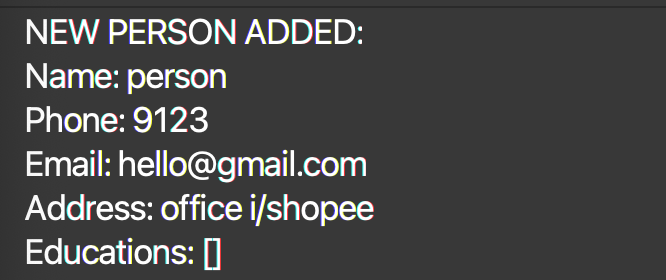 NEW PERSON ADDED:
Name: person
Phone: 9123
Email: hello@gmail.com
Address: office i/shopee
Educations: []